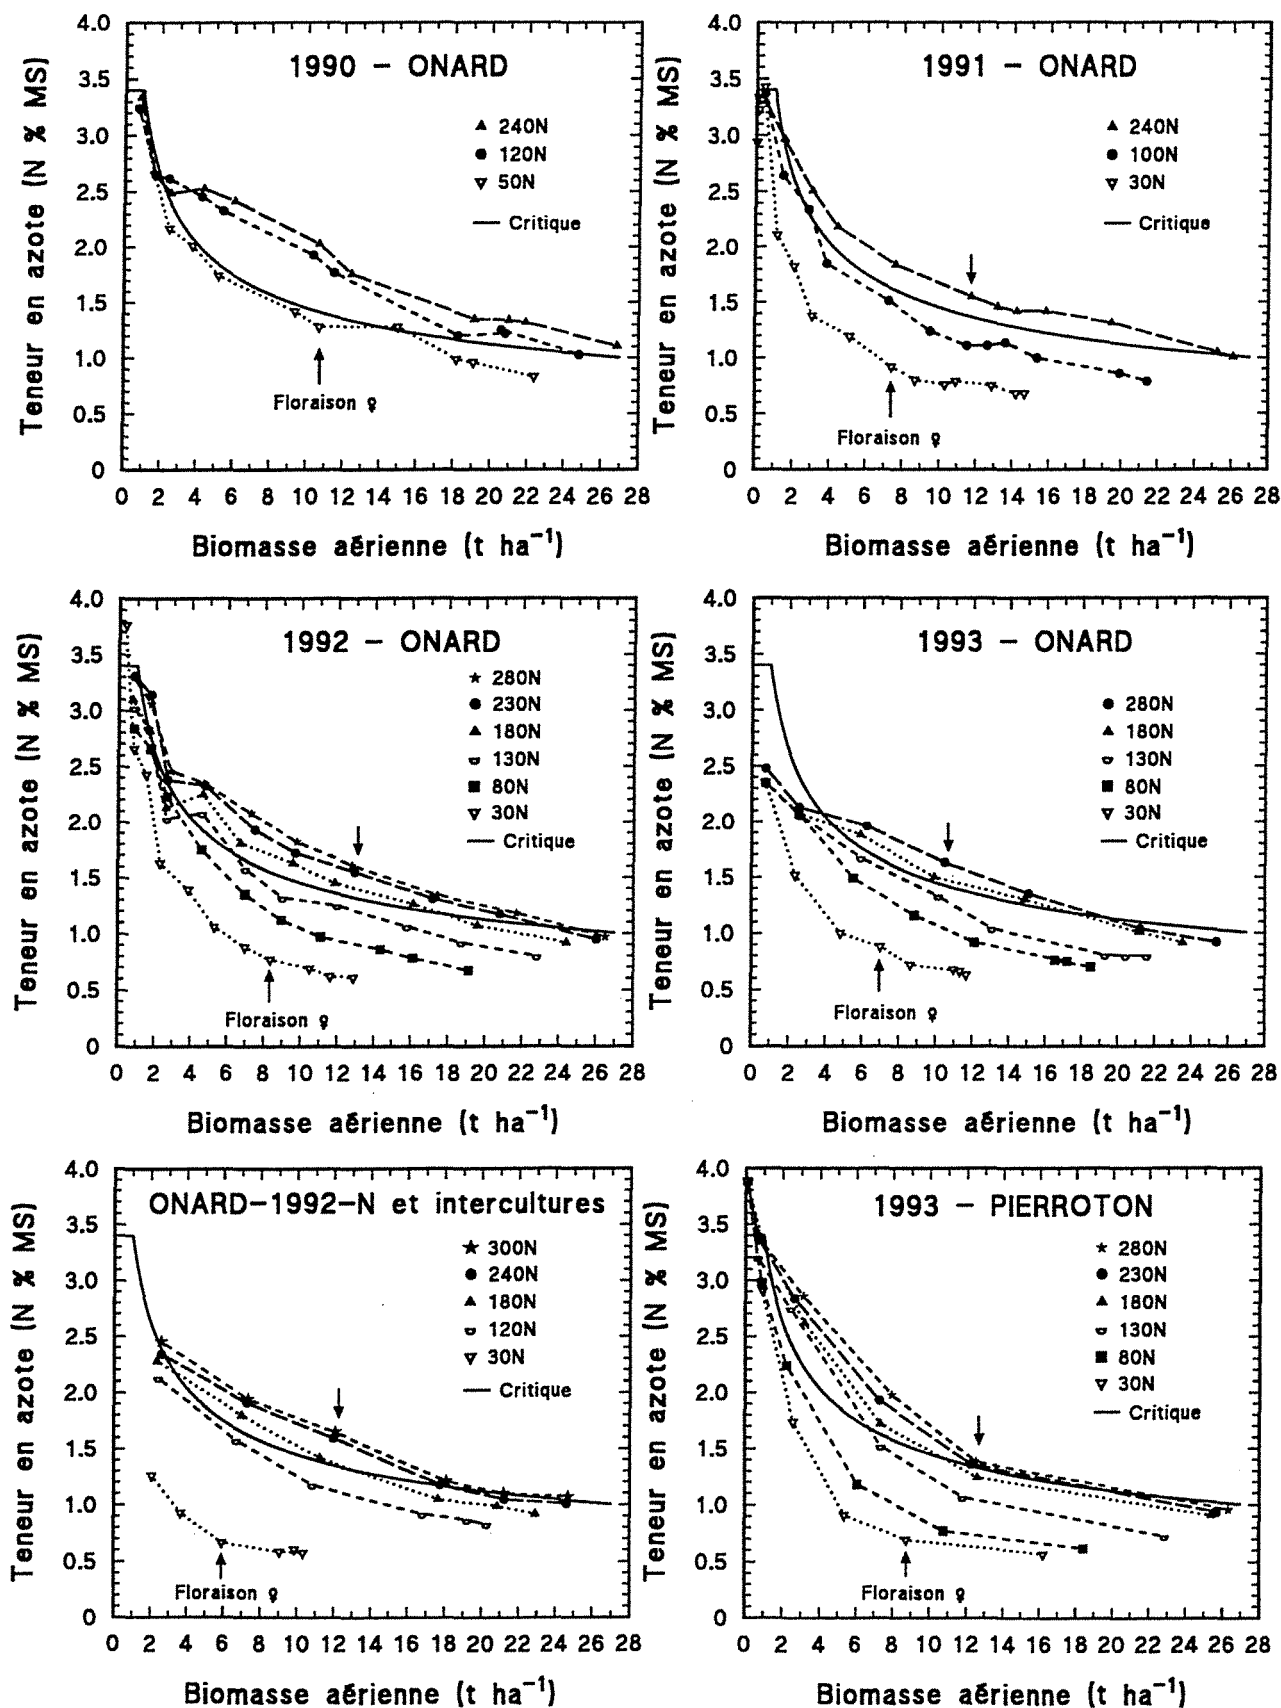 1990 – ONARD
Teneur en azote (N % MS)
4.0
3.5
3.0
2.5
2.0
1.5
1.0
0.5
0
▲ 240N
● 120N
▽ 50N
— Critique
Floraison ♀
0 2 4 6 8 10 12 14 16 18 20 22 24 26 28
Biomasse aérienne (t ha⁻¹)
1991 – ONARD
Teneur en azote (N % MS)
4.0
3.5
3.0
2.5
2.0
1.5
1.0
0.5
0
▲ 240N
● 100N
▽ 30N
— Critique
Floraison ♀
0 2 4 6 8 10 12 14 16 18 20 22 24 26 28
Biomasse aérienne (t ha⁻¹)
1992 – ONARD
Teneur en azote (N % MS)
4.0
3.5
3.0
2.5
2.0
1.5
1.0
0.5
0
★ 280N
● 230N
▲ 180N
130N
■ 80N
▽ 30N
— Critique
Floraison ♀
0 2 4 6 8 10 12 14 16 18 20 22 24 26 28
Biomasse aérienne (t ha⁻¹)
1993 – ONARD
Teneur en azote (N % MS)
4.0
3.5
3.0
2.5
2.0
1.5
1.0
0.5
0
● 280N
▲ 180N
130N
■ 80N
▽ 30N
— Critique
Floraison ♀
0 2 4 6 8 10 12 14 16 18 20 22 24 26 28
Biomasse aérienne (t ha⁻¹)
ONARD–1992–N et intercultures
Teneur en azote (N % MS)
4.0
3.5
3.0
2.5
2.0
1.5
1.0
0.5
0
★ 300N
● 240N
▲ 180N
120N
▽ 30N
— Critique
Floraison ♀
0 2 4 6 8 10 12 14 16 18 20 22 24 26 28
Biomasse aérienne (t ha⁻¹)
1993 – PIERROTON
Teneur en azote (N % MS)
4.0
3.5
3.0
2.5
2.0
1.5
1.0
0.5
0
★ 280N
● 230N
▲ 180N
130N
■ 80N
▽ 30N
— Critique
Floraison ♀
0 2 4 6 8 10 12 14 16 18 20 22 24 26 28
Biomasse aérienne (t ha⁻¹)